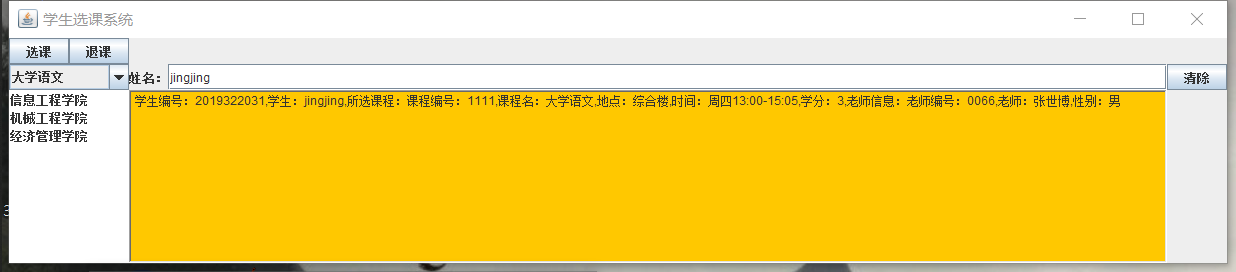 学生选课系统
选课 退课
大学语文 姓名： jingjing 清除
信息工程学院
机械工程学院
经济管理学院
学生编号：2019322031,学生：jingjing,所选课程：课程编号：1111,课程名：大学语文,地点：综合楼,时间：周四13:00-15:05,学分：3,老师信息：老师编号：0066,老师：张世博,性别：男